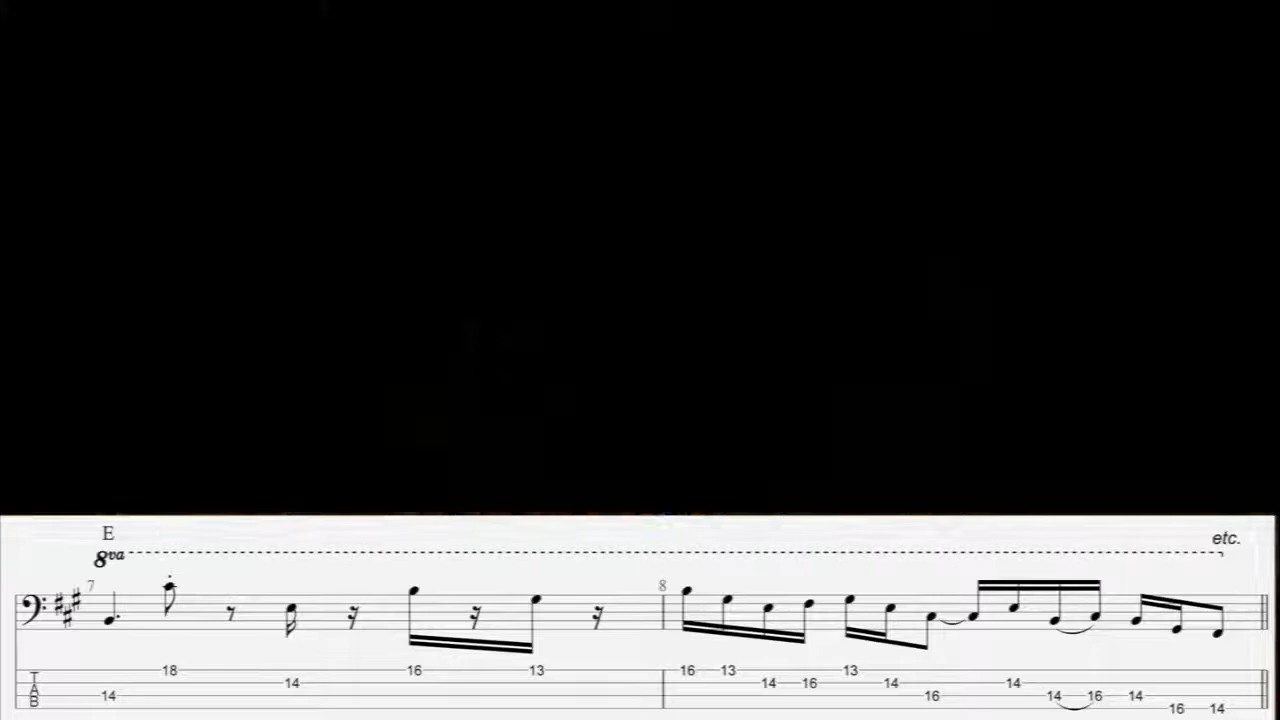 E
8va
etc.
7
8
T
A
B
18 16 13 16 13 13
14 14 16 14 14
14 16 14 16 14
16 14